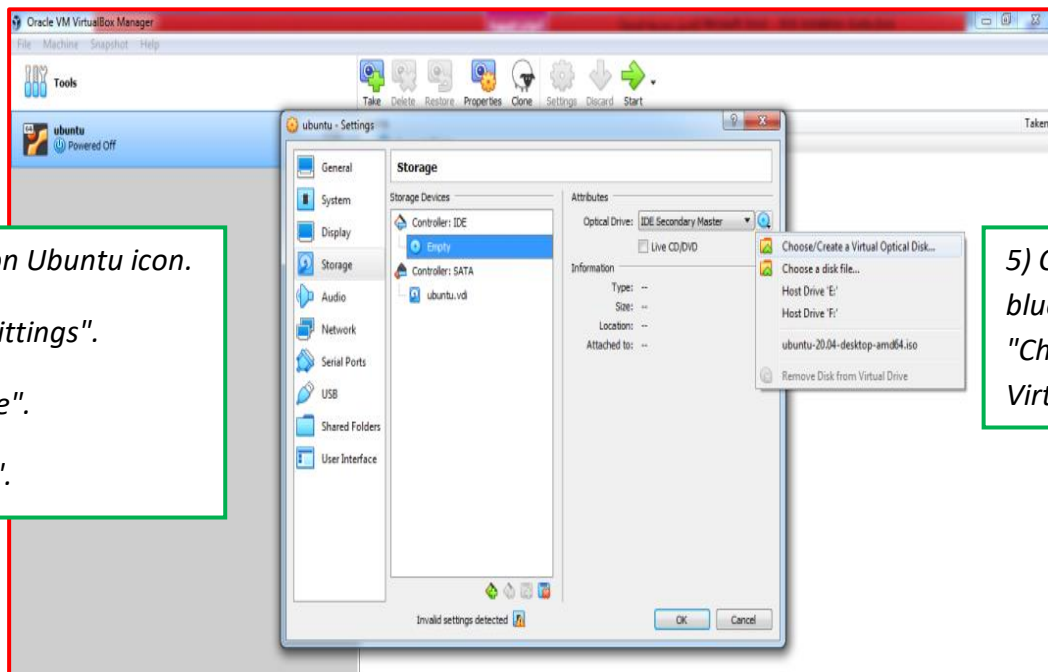 Oracle VM VirtualBox Manager
File Machine Snapshot Help
Tools
Take Delete Restore Properties Clone Settings Discard Start
ubuntu
Powered Off
Taken
ubuntu - Settings
General
System
Display
Storage
Audio
Network
Serial Ports
USB
Shared Folders
User Interface
Storage
Storage Devices
Controller: IDE
Empty
Controller: SATA
ubuntu.vdi
Attributes
Optical Drive: IDE Secondary Master
Live CD/DVD
Information
Type: --
Size: --
Location: --
Attached to: --
Choose/Create a Virtual Optical Disk...
Choose a disk file...
Host Drive 'E:'
Host Drive 'F:'
ubuntu-20.04-desktop-amd64.iso
Remove Disk from Virtual Drive
Invalid settings detected
OK Cancel
on Ubuntu icon.
ittings".
e".
".
5) C
blu
"Ch
Virt